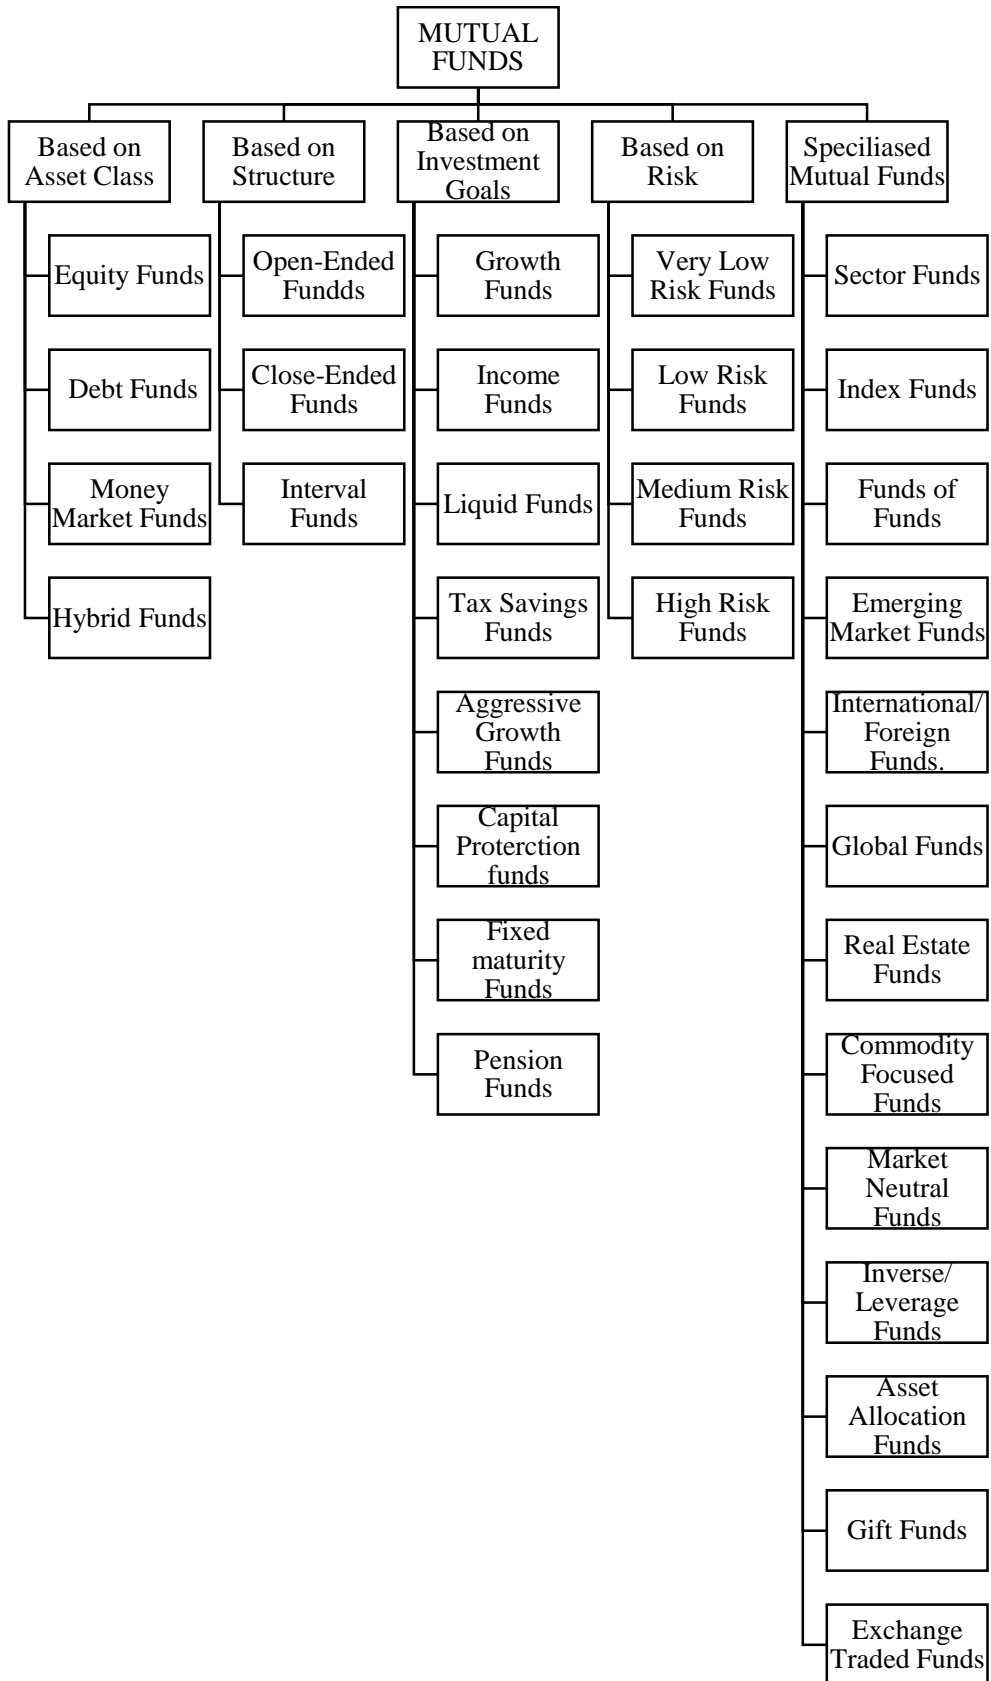 MUTUAL
FUNDS
Based on
Asset Class
Equity Funds
Debt Funds
Money
Market Funds
Hybrid Funds
Based on
Structure
Open-Ended
Fundds
Close-Ended
Funds
Interval
Funds
Based on
Investment
Goals
Growth
Funds
Income
Funds
Liquid Funds
Tax Savings
Funds
Aggressive
Growth
Funds
Capital
Proterction
funds
Fixed
maturity
Funds
Pension
Funds
Based on
Risk
Very Low
Risk Funds
Low Risk
Funds
Medium Risk
Funds
High Risk
Funds
Speciliased
Mutual Funds
Sector Funds
Index Funds
Funds of
Funds
Emerging
Market Funds
International/
Foreign
Funds.
Global Funds
Real Estate
Funds
Commodity
Focused
Funds
Market
Neutral
Funds
Inverse/
Leverage
Funds
Asset
Allocation
Funds
Gift Funds
Exchange
Traded Funds